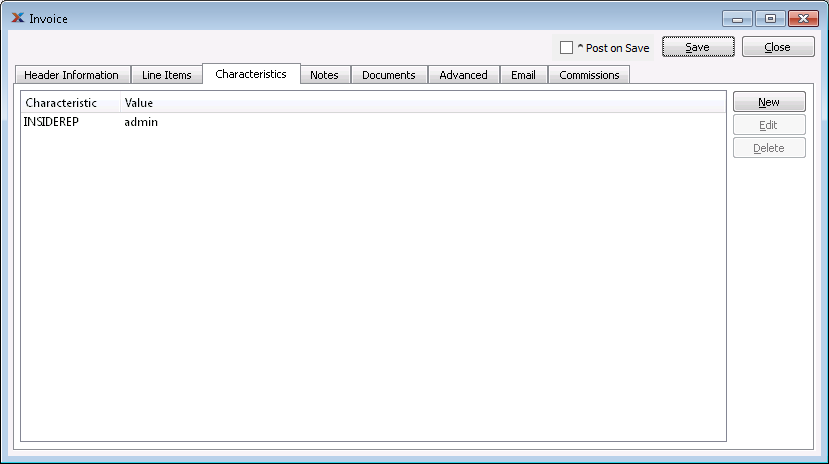 Invoice
* Post on Save
Save
Close
Header Information
Line Items
Characteristics
Notes
Documents
Advanced
Email
Commissions
Characteristic Value
INSIDEREP admin
New
Edit
Delete